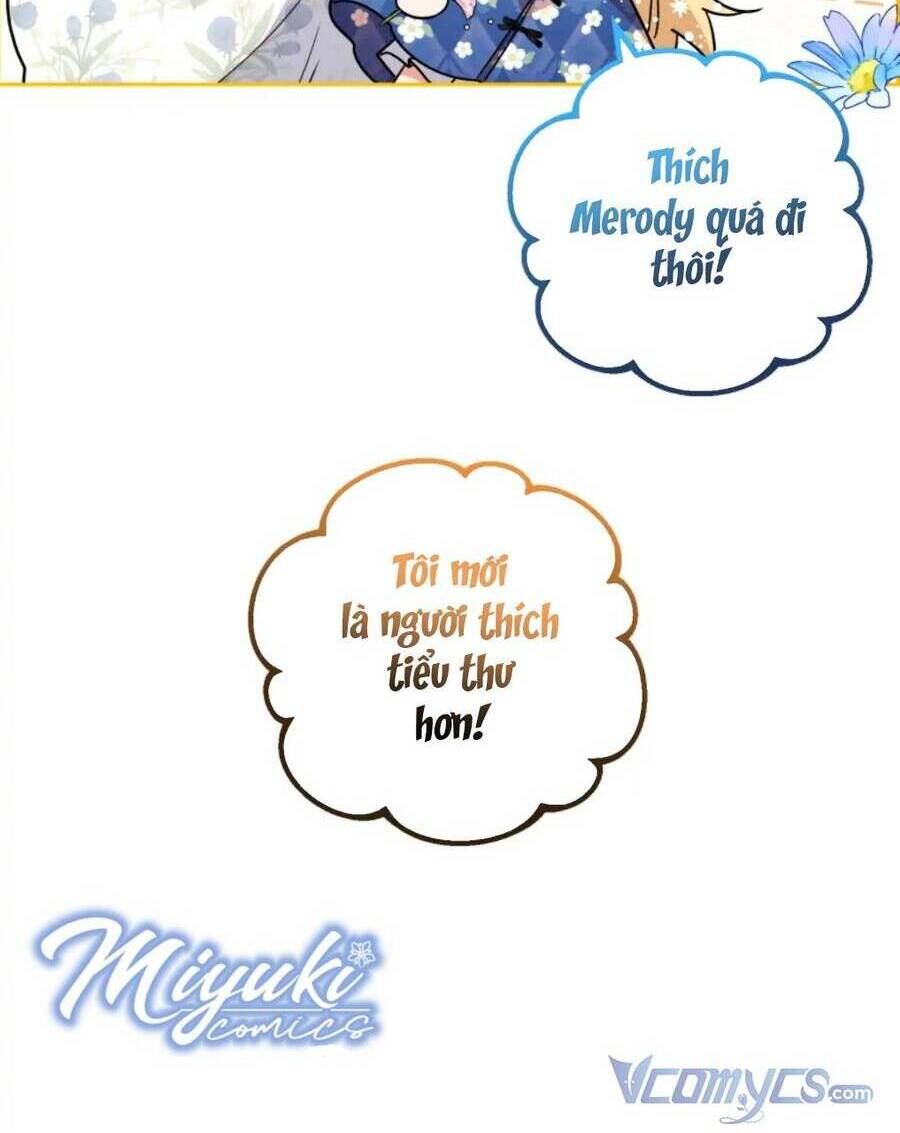 Thích
Merody quá đi
thôi!
Tôi mới
là người thích
tiểu thư
hơn!
Miyuki
comics
VCOMYCS.com